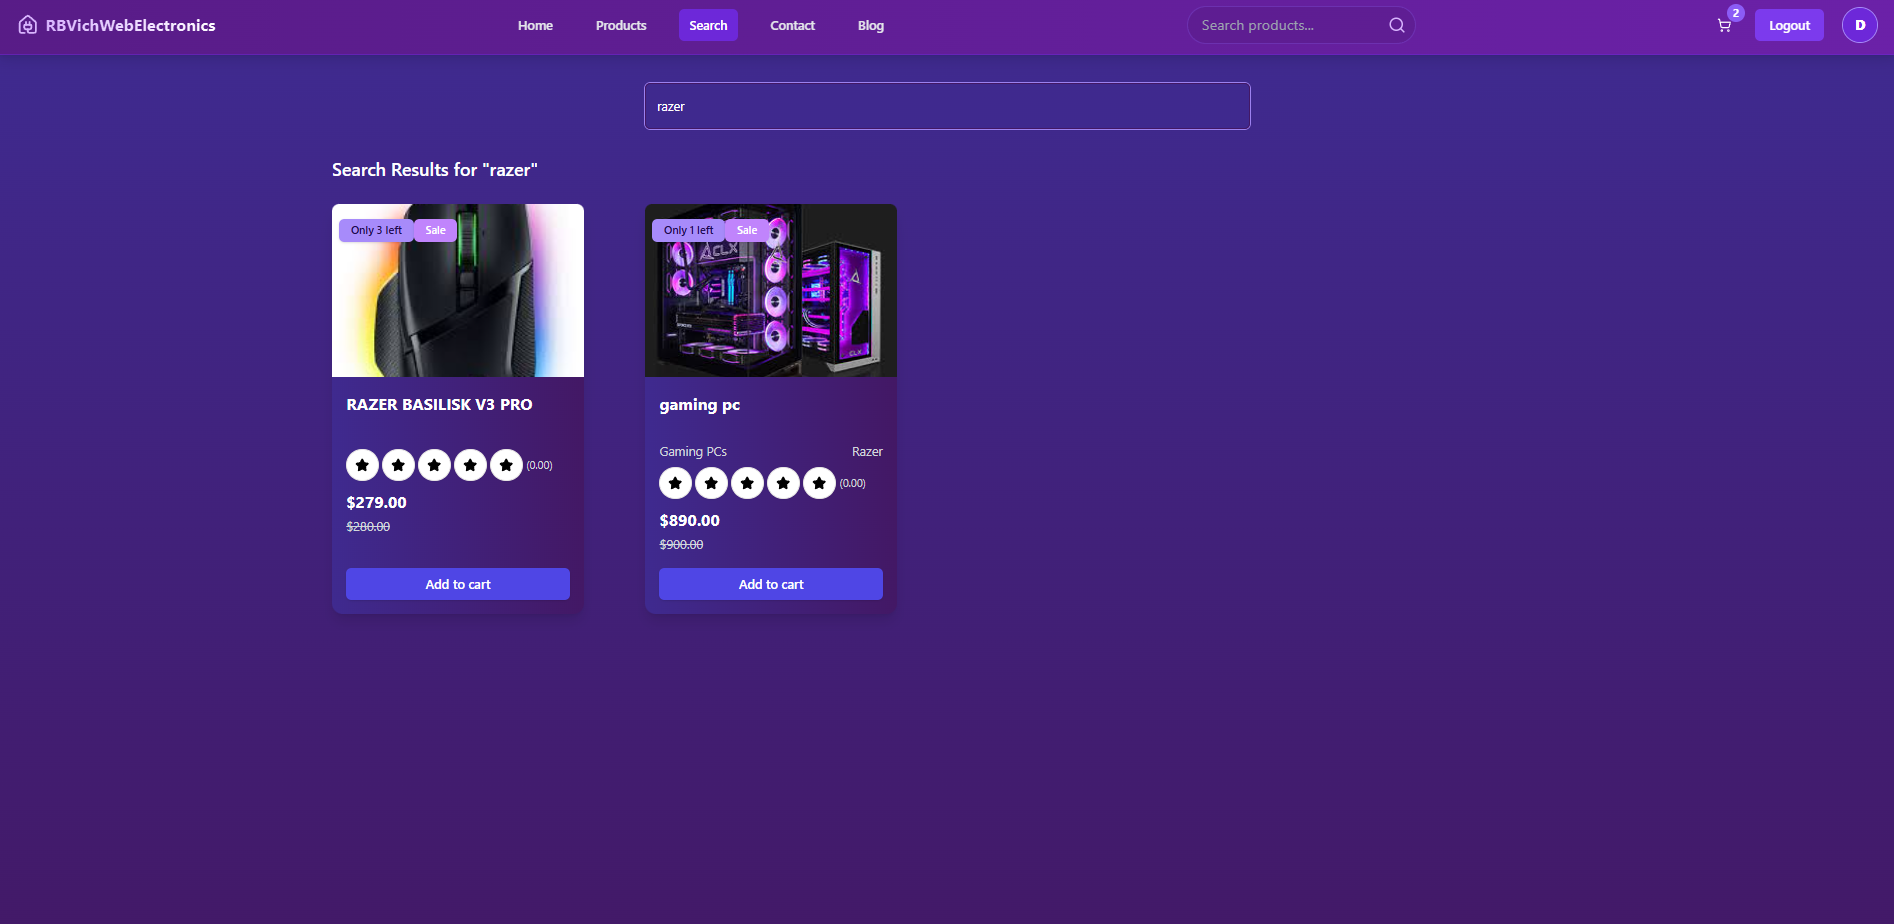 RBVichWebElectronics
Home
Products
Search
Contact
Blog
Search products...
2
Logout
D
razer
Search Results for "razer"
Only 3 left
Sale
RAZER BASILISK V3 PRO
(0.00)
$279.00
$280.00
Add to cart
Only 1 left
Sale
CLX
CLX
gaming pc
Gaming PCs
Razer
(0.00)
$890.00
$900.00
Add to cart